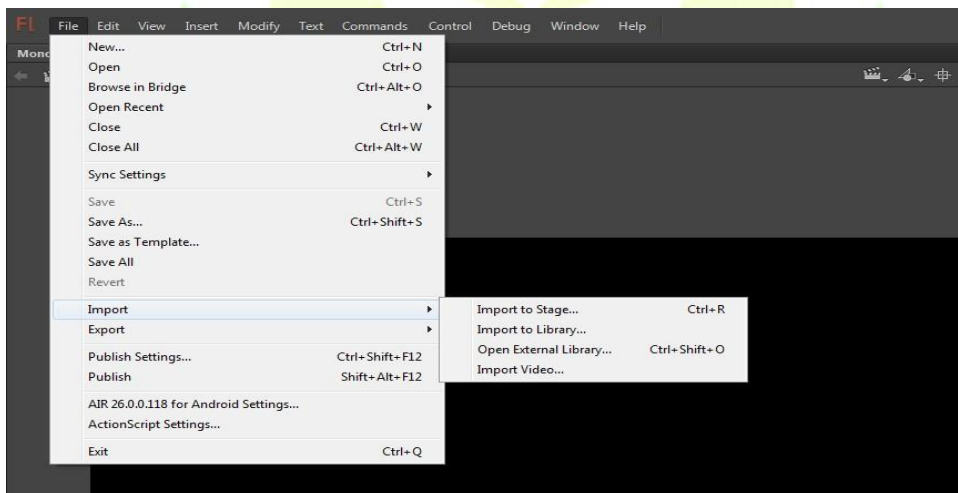 Fl File Edit View Insert Modify Text Commands Control Debug Window Help
Mono
New... Ctrl+N
Open Ctrl+O
Browse in Bridge Ctrl+Alt+O
Open Recent
Close Ctrl+W
Close All Ctrl+Alt+W
Sync Settings
Save Ctrl+S
Save As... Ctrl+Shift+S
Save as Template...
Save All
Revert
Import
Export
Publish Settings... Ctrl+Shift+F12
Publish Shift+Alt+F12
AIR 26.0.0.118 for Android Settings...
ActionScript Settings...
Exit Ctrl+Q
Import to Stage... Ctrl+R
Import to Library...
Open External Library... Ctrl+Shift+O
Import Video...